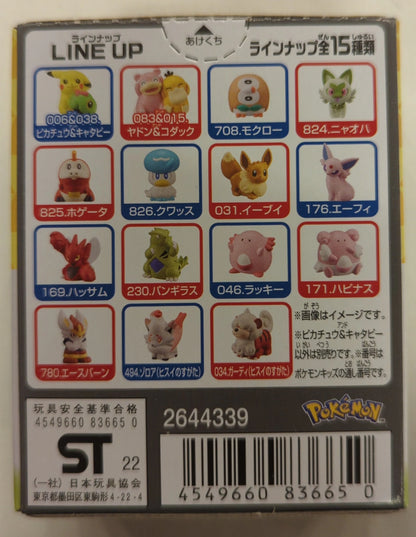 ラインナップ
LINE UP
あけくち
ぜん しゅるい
ラインナップ全15種類
006&038.
ピカチュウ&キャタピー
083&015.
ヤドン&コダック
708.モクロー
824.ニャオハ
825.ホゲータ
826.クワッス
031.イーブイ
176.エーフィ
169.ハッサム
230.バンギラス
046.ラッキー
171.ハピナス
780.エースバーン
494.ゾロア(ヒスイのすがた)
034.ガーディ(ヒスイのすがた)
がぞう
※画像はイメージです。
アンド
※ピカチュウ&キャタピー
いがい べつう ばんごう
以外は別売りです。※番号は
とお ばんごう
ポケモンキッズの通し番号です。
玩具安全基準合格
4549660 83665 0
ST 22
(一社) 日本玩具協会
東京都墨田区東駒形4-22-4
2644339
POKéMON
4549660 836650